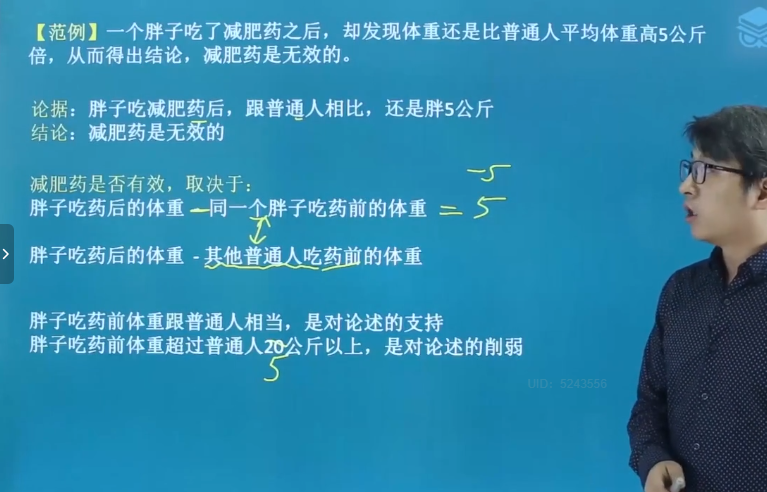 【范例】一个胖子吃了减肥药之后，却发现体重还是比普通人平均体重高5公斤
倍，从而得出结论，减肥药是无效的。
论据：胖子吃减肥药后，跟普通人相比，还是胖5公斤
结论：减肥药是无效的
减肥药是否有效，取决于：
-5
胖子吃药后的体重 - 同一个胖子吃药前的体重 = 5
胖子吃药后的体重 - 其他普通人吃药前的体重
胖子吃药前体重跟普通人相当，是对论述的支持
胖子吃药前体重超过普通人20公斤以上，是对论述的削弱
5
UID: 5243556